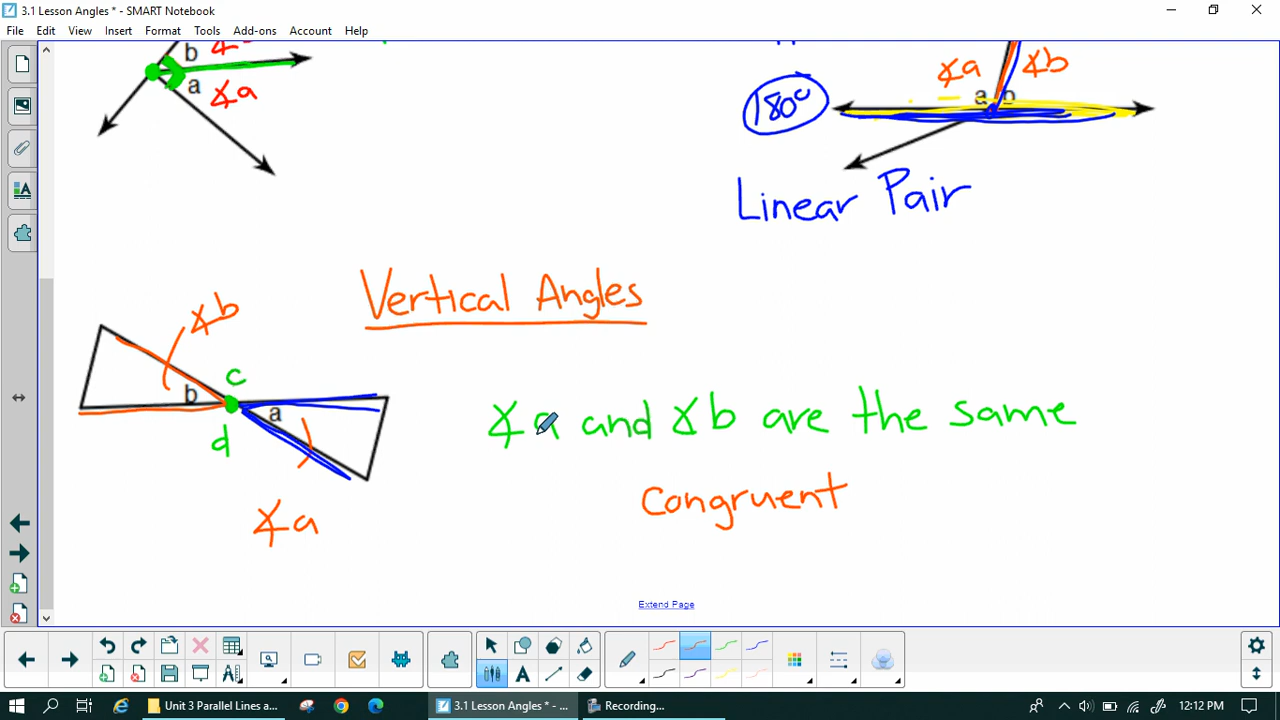 3.1 Lesson Angles * - SMART Notebook
File Edit View Insert Format Tools Add-ons Account Help
b
a
∡a
∡a
∡b
a b
180°
Linear Pair
Vertical Angles
∡b
c
b
a
d
∡a and ∡b are the same
congruent
∡a
Extend Page
Unit 3 Parallel Lines a...
3.1 Lesson Angles * - ...
Recording...
12:12 PM